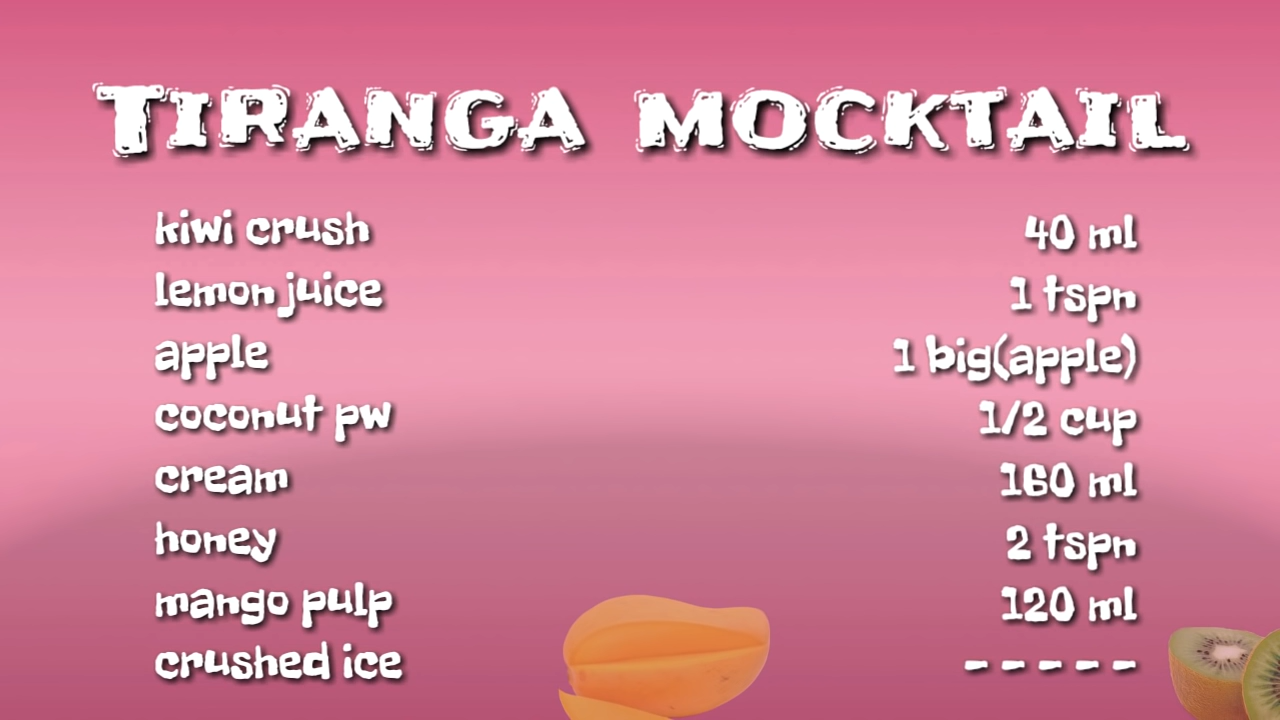 TIRANGA MOCKTAIL
kiwi crush 40 ml
lemon juice 1 tspn
apple 1 big(apple)
coconut pw 1/2 cup
cream 160 ml
honey 2 tspn
mango pulp 120 ml
crushed ice - - - - -